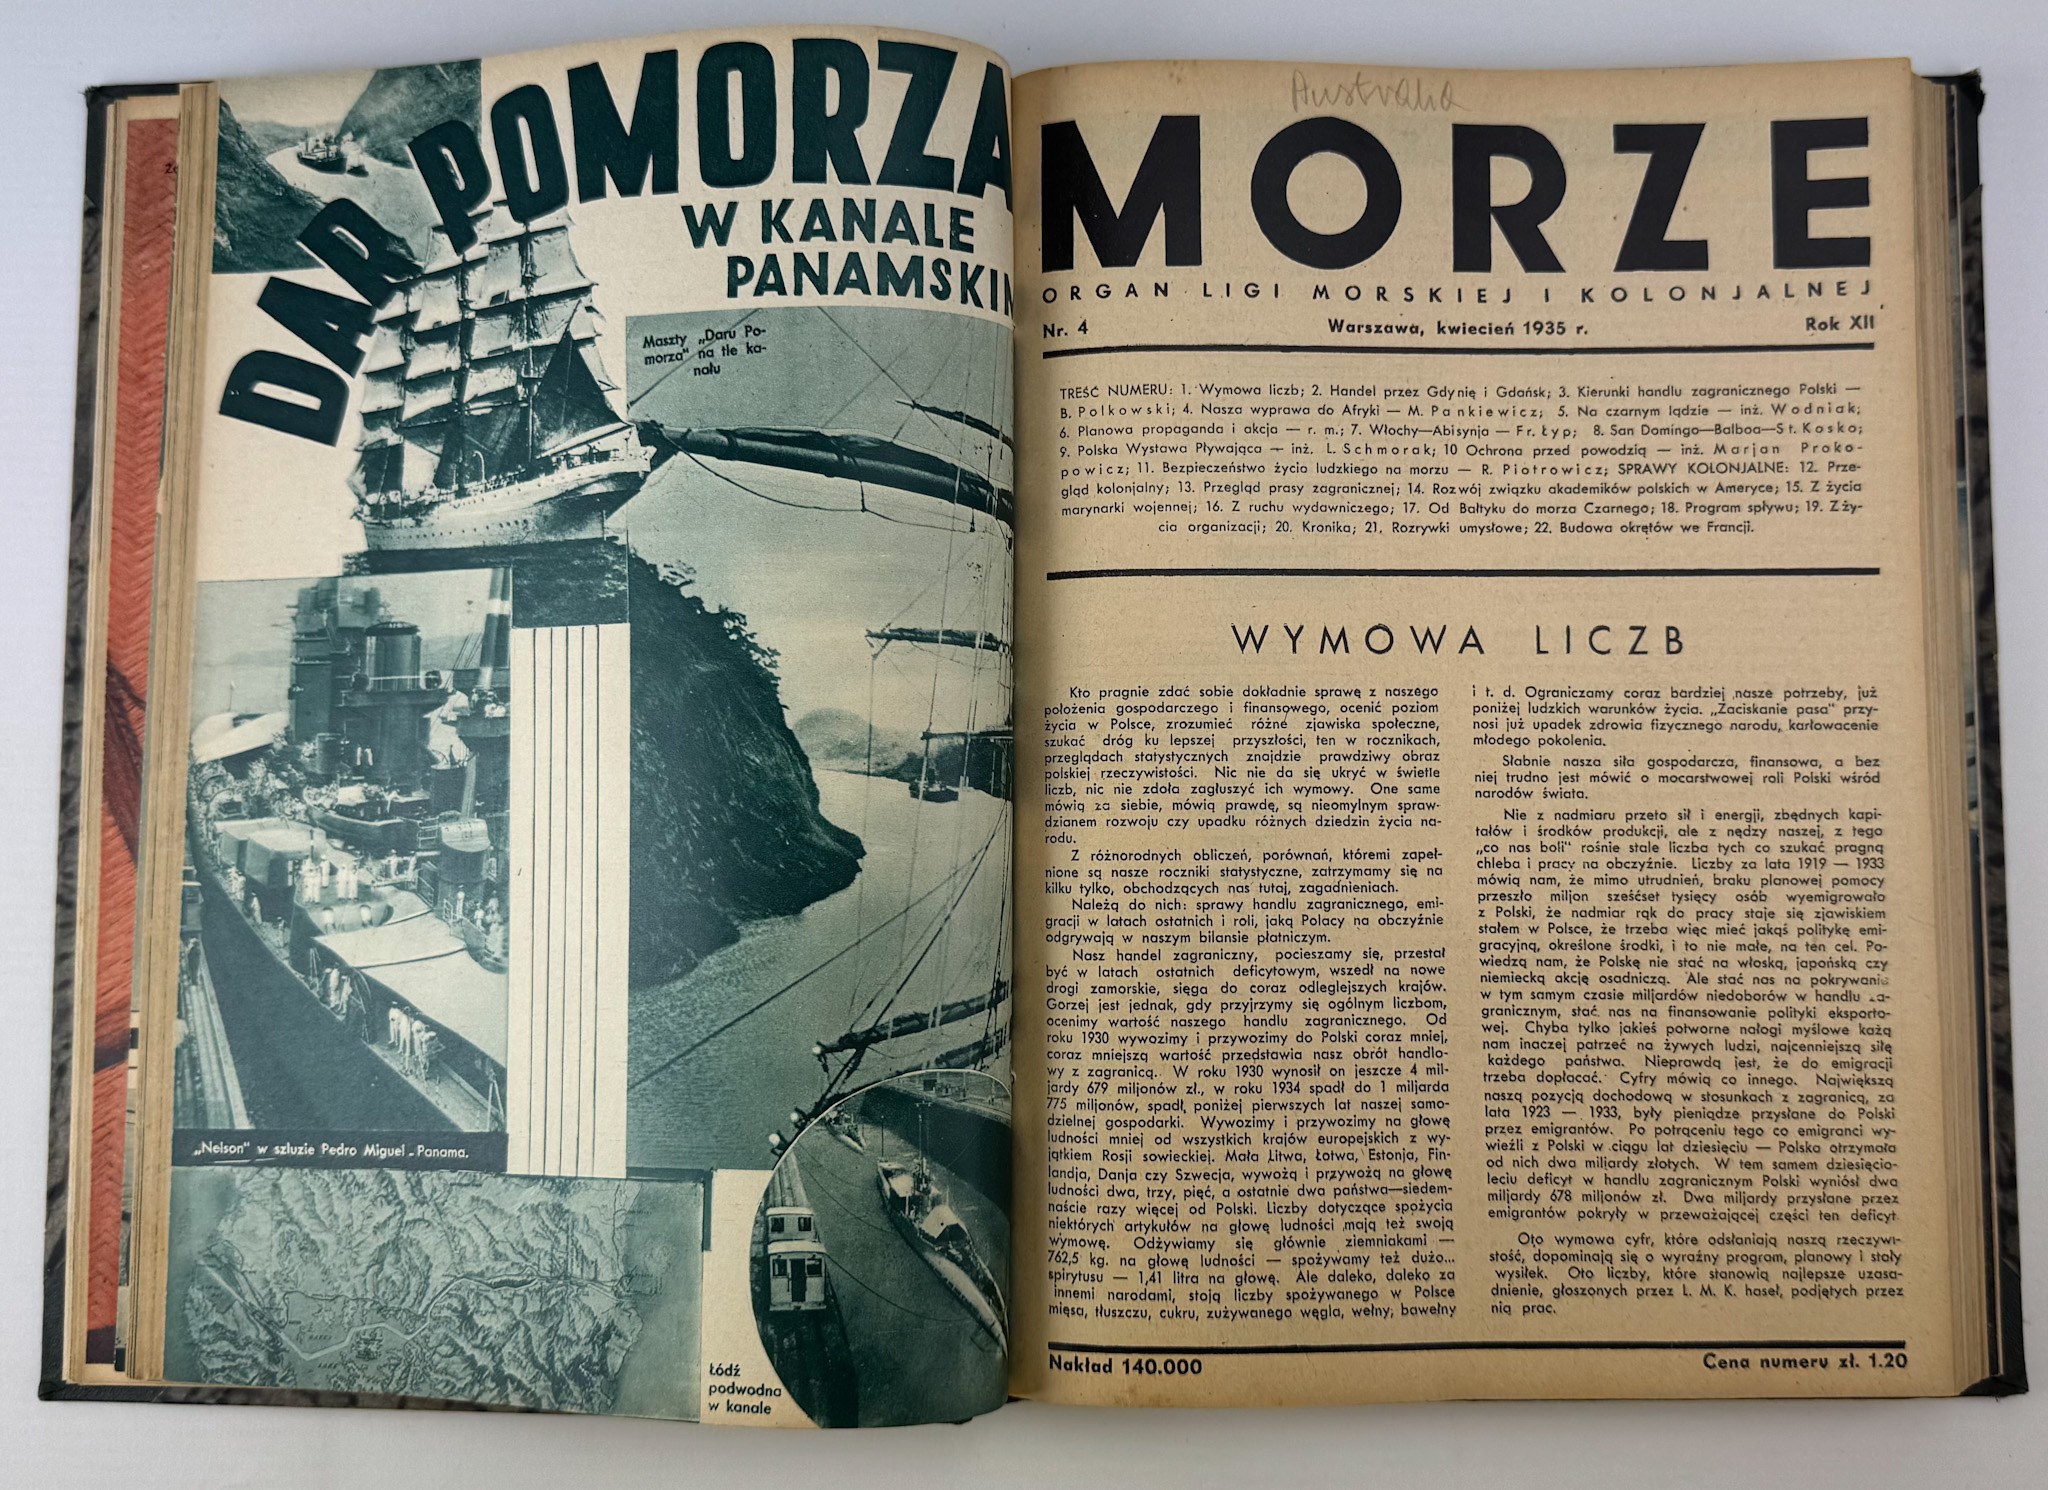 DAR POMORZA
W KANALE
PANAMSKIM
Maszty „Daru Po-
morza" na tle ka-
nału
„Nelson" w szluzie Pedro Miguel - Panama.
Łódź
podwodna
w kanale
Australia
MORZE
ORGAN LIGI MORSKIEJ I KOLONJALNEJ
Nr. 4 Warszawa, kwiecień 1935 r. Rok XII
TREŚĆ NUMERU: 1. Wymowa liczb; 2. Handel przez Gdynię i Gdańsk; 3. Kierunki handlu zagranicznego Polski —
B. Polkowski; 4. Nasza wyprawa do Afryki — M. Pankiewicz; 5. Na czarnym lądzie — inż. Wodniak;
6. Planowa propaganda i akcja — r. m.; 7. Włochy—Abisynja — Fr. Łyp; 8. San Domingo—Balboa—St. Kosko;
9. Polska Wystawa Pływająca — inż. L. Schmorak; 10 Ochrona przed powodzią — inż. Marjan Proko-
powicz; 11. Bezpieczeństwo życia ludzkiego na morzu — R. Piotrowicz; SPRAWY KOLONJALNE: 12. Prze-
gląd kolonjalny; 13. Przegląd prasy zagranicznej; 14. Rozwój związku akademików polskich w Ameryce; 15. Z życia
marynarki wojennej; 16. Z ruchu wydawniczego; 17. Od Bałtyku do morza Czarnego; 18. Program spływu; 19. Z ży-
cia organizacji; 20. Kronika; 21, Rozrywki umysłowe; 22. Budowa okrętów we Francji.
WYMOWA LICZB
Kto pragnie zdać sobie dokładnie sprawę z naszego
położenia gospodarczego i finansowego, ocenić poziom
życia w Polsce, zrozumieć różne zjawiska społeczne,
szukać dróg ku lepszej przyszłości, ten w rocznikach,
przeglądach statystycznych znajdzie prawdziwy obraz
polskiej rzeczywistości. Nic nie da się ukryć w świetle
liczb, nic nie zdoła zagłuszyć ich wymowy. One same
mówią za siebie, mówią prawdę, są nieomylnym spraw-
dzianem rozwoju czy upadku różnych dziedzin życia na-
rodu.
Z różnorodnych obliczeń, porównań, któremi zapeł-
nione są nasze roczniki statystyczne, zatrzymamy się na
kilku tylko, obchodzących nas tutaj, zagadnieniach.
Należą do nich: sprawy handlu zagranicznego, emi-
gracji w latach ostatnich i roli, jaką Polacy na obczyźnie
odgrywają w naszym bilansie płatniczym.
Nasz handel zagraniczny, pocieszamy się, przestał
być w latach ostatnich deficytowym, wszedł na nowe
drogi zamorskie, sięga do coraz odleglejszych krajów.
Gorzej jest jednak, gdy przyjrzymy się ogólnym liczbom,
ocenimy wartość naszego handlu zagranicznego. Od
roku 1930 wywozimy i przywozimy do Polski coraz mniej,
coraz mniejszą wartość przedstawia nasz obrót handlo-
wy z zagranicą. W roku 1930 wynosił on jeszcze 4 mil-
jardy 679 miljonów zł., w roku 1934 spadł do 1 miljarda
775 miljonów, spadł poniżej pierwszych lat naszej samo-
dzielnej gospodarki. Wywozimy i przywozimy na głowę
ludności mniej od wszystkich krajów europejskich z wy-
jątkiem Rosji sowieckiej. Mała Litwa, Łotwa, Estonja, Fin-
landja, Danja czy Szwecja, wywożą i przywożą na głowę
ludności dwa, trzy, pięć, a ostatnie dwa państwa—siedem-
naście razy więcej od Polski. Liczby dotyczące spożycia
niektórych artykułów na głowę ludności mają też swoją
wymowę. Odżywiamy się głównie ziemniakami —
762,5 kg. na głowę ludności — spożywamy też dużo...
spirytusu — 1,41 litra na głowę. Ale daleko, daleko za
innemi narodami, stoją liczby spożywanego w Polsce
mięsa, tłuszczu, cukru, zużywanego węgla, wełny, bawełny
i t. d. Ograniczamy coraz bardziej nasze potrzeby, już
poniżej ludzkich warunków życia. „Zaciskanie pasa" przy-
nosi już upadek zdrowia fizycznego narodu, karłowacenie
młodego pokolenia.
Słabnie nasza siła gospodarcza, finansowa, a bez
niej trudno jest mówić o mocarstwowej roli Polski wśród
narodów świata.
Nie z nadmiaru przeto sił i energji, zbędnych kapi-
tałów i środków produkcji, ale z nędzy naszej, z tego
„co nas boli" rośnie stale liczba tych co szukać pragną
chleba i pracy na obczyźnie. Liczby za lata 1919 — 1933
mówią nam, że mimo utrudnień, braku planowej pomocy
przeszło miljon sześćset tysięcy osób wyemigrowało
z Polski, że nadmiar rąk do pracy staje się zjawiskiem
stałem w Polsce, że trzeba więc mieć jakąś politykę emi-
gracyjną, określone środki, i to nie małe, na ten cel. Po-
wiedzą nam, że Polskę nie stać na włoską, japońską czy
niemiecką akcję osadniczą. Ale stać nas na pokrywanie
w tym samym czasie miljardów niedoborów w handlu za-
granicznym, stać nas na finansowanie polityki eksporto-
wej. Chyba tylko jakieś potworne nałogi myślowe każą
nam inaczej patrzeć na żywych ludzi, najcenniejszą siłę
każdego państwa. Nieprawdą jest, że do emigracji
trzeba dopłacać. Cyfry mówią co innego. Największą
naszą pozycją dochodową w stosunkach z zagranicą, za
lata 1923 — 1933, były pieniądze przysłane do Polski
przez emigrantów. Po potrąceniu tego co emigranci wy-
wieźli z Polski w ciągu lat dziesięciu — Polska otrzymała
od nich dwa miljardy złotych. W tem samem dziesięcio-
leciu deficyt w handlu zagranicznym Polski wyniósł dwa
miljardy 678 miljonów zł. Dwa miljardy przysłane przez
emigrantów pokryły w przeważającej części ten deficyt.
Oto wymowa cyfr, które odsłaniają naszą rzeczywi-
stość, dopominają się o wyraźny program, planowy i stały
wysiłek. Oto liczby, które stanowią najlepsze uzasa-
dnienie, głoszonych przez L. M. K. haseł, podjętych przez
nią prac.
Nakład 140.000 Cena numeru zł. 1.20